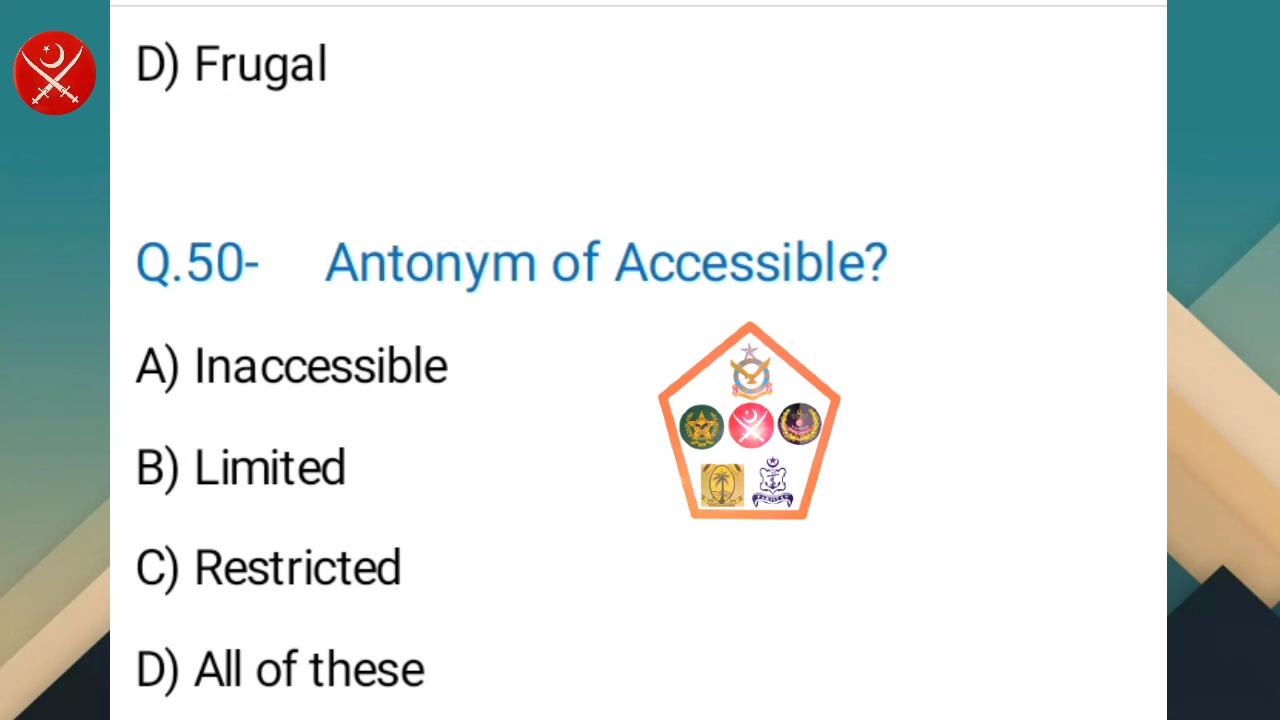 D) Frugal
Q.50- Antonym of Accessible?
A) Inaccessible
B) Limited
C) Restricted
D) All of these